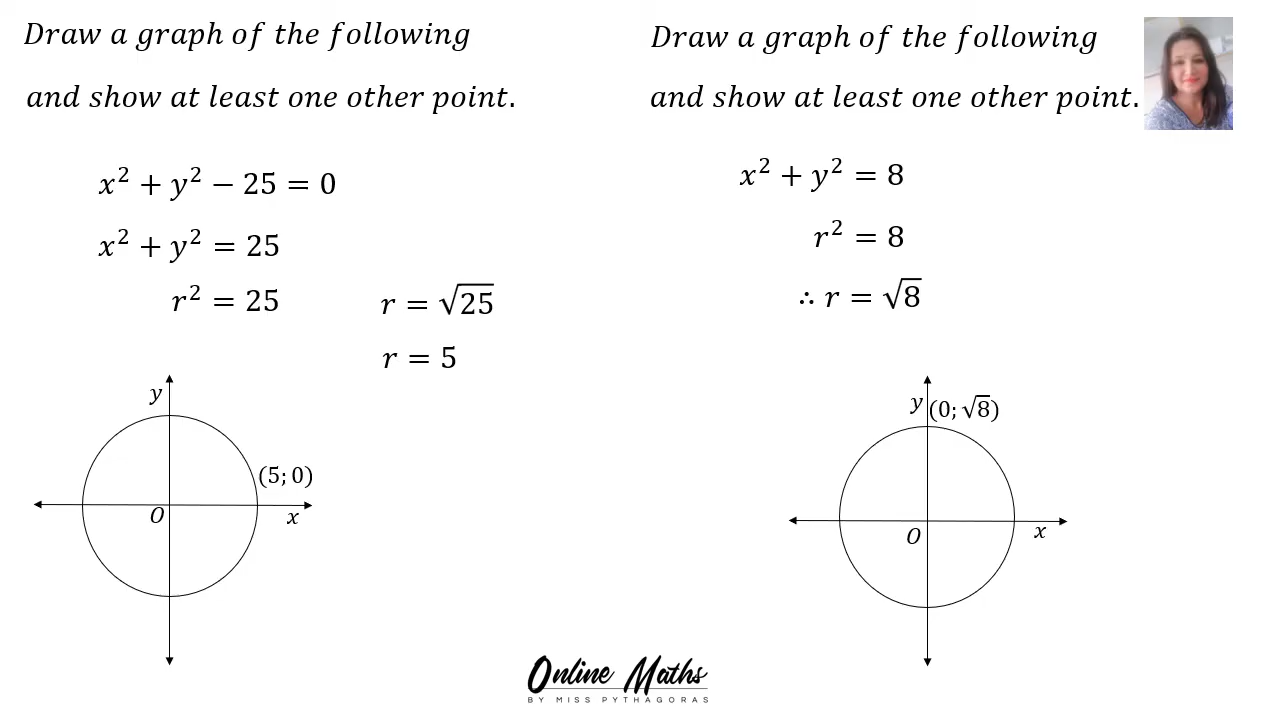 Draw a graph of the following
and show at least one other point.
x² + y² − 25 = 0
x² + y² = 25
r² = 25
r = √25
r = 5
y
(5; 0)
O
x
Draw a graph of the following
and show at least one other point.
x² + y² = 8
r² = 8
∴ r = √8
y (0; √8)
O
x
Online Maths
BY MISS PYTHAGORAS